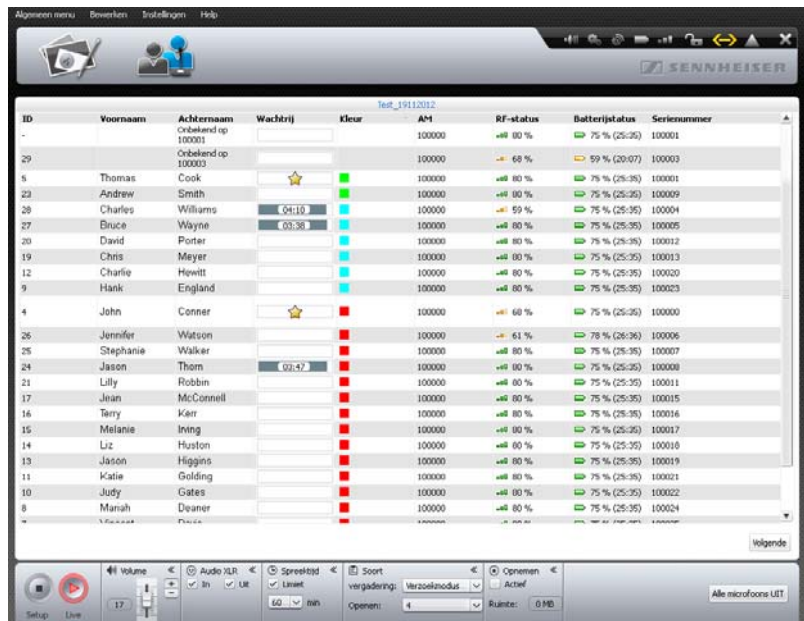 Algemeen menu Bewerken Instellingen Help
SENNHEISER
Test_19112012
ID Voornaam Achternaam Wachtrij Kleur AM RF-status Batterijstatus Serienummer
- Onbekend op 100001 100000 80 % 75 % (25:35) 100001
29 Onbekend op 100003 100000 68 % 59 % (20:07) 100003
5 Thomas Cook 100000 80 % 75 % (25:35) 100001
23 Andrew Smith 100000 80 % 75 % (25:35) 100009
28 Charles Williams (04:10) 100000 59 % 75 % (25:35) 100004
27 Bruce Wayne (03:38) 100000 80 % 75 % (25:35) 100005
20 David Porter 100000 80 % 75 % (25:35) 100012
19 Chris Meyer 100000 80 % 75 % (25:35) 100013
12 Charlie Hewitt 100000 80 % 75 % (25:35) 100020
9 Hank England 100000 80 % 75 % (25:35) 100023
4 John Conner 100000 60 % 75 % (25:35) 100000
26 Jennifer Watson 100000 61 % 78 % (26:36) 100006
25 Stephanie Walker 100000 80 % 75 % (25:35) 100007
24 Jason Thorn (03:47) 100000 80 % 75 % (25:35) 100008
21 Lilly Robbin 100000 80 % 75 % (25:35) 100011
17 Jean McConnell 100000 80 % 75 % (25:35) 100015
16 Terry Kerr 100000 80 % 75 % (25:35) 100016
15 Melanie Irving 100000 80 % 75 % (25:35) 100017
14 Liz Huston 100000 80 % 75 % (25:35) 100018
13 Jason Higgins 100000 80 % 75 % (25:35) 100019
11 Katie Golding 100000 80 % 75 % (25:35) 100021
10 Judy Gates 100000 80 % 75 % (25:35) 100022
8 Mariah Deaner 100000 80 % 75 % (25:35) 100024
Volgende
Volume Audio XLR Spreektijd Soort Opnemen
In Uit Limiet vergadering: Verzoekmodus Actief
17 60 min Openen: 4 Ruimte: 0 MB
Alle microfoons UIT
Setup Live